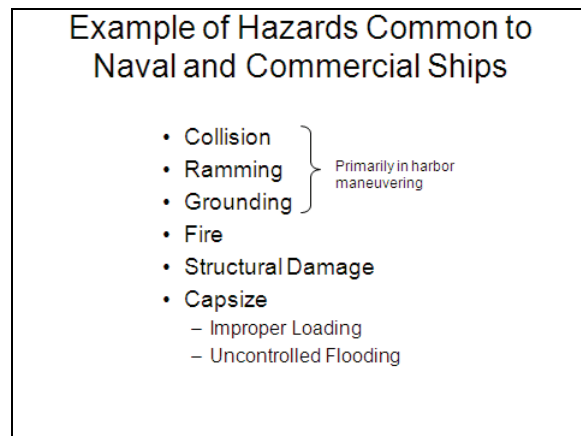 Example of Hazards Common to
Naval and Commercial Ships
• Collision
• Ramming
• Grounding
Primarily in harbor
maneuvering
• Fire
• Structural Damage
• Capsize
– Improper Loading
– Uncontrolled Flooding